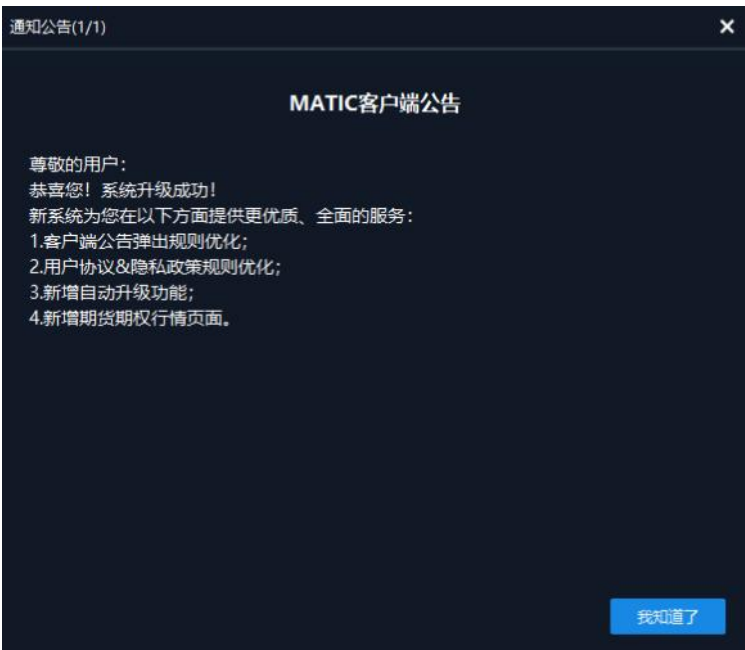 通知公告(1/1)
MATIC客户端公告
尊敬的用户：
恭喜您！系统升级成功！
新系统为您在以下方面提供更优质、全面的服务：
1.客户端公告弹出规则优化；
2.用户协议&隐私政策规则优化；
3.新增自动升级功能；
4.新增期货期权行情页面。
我知道了